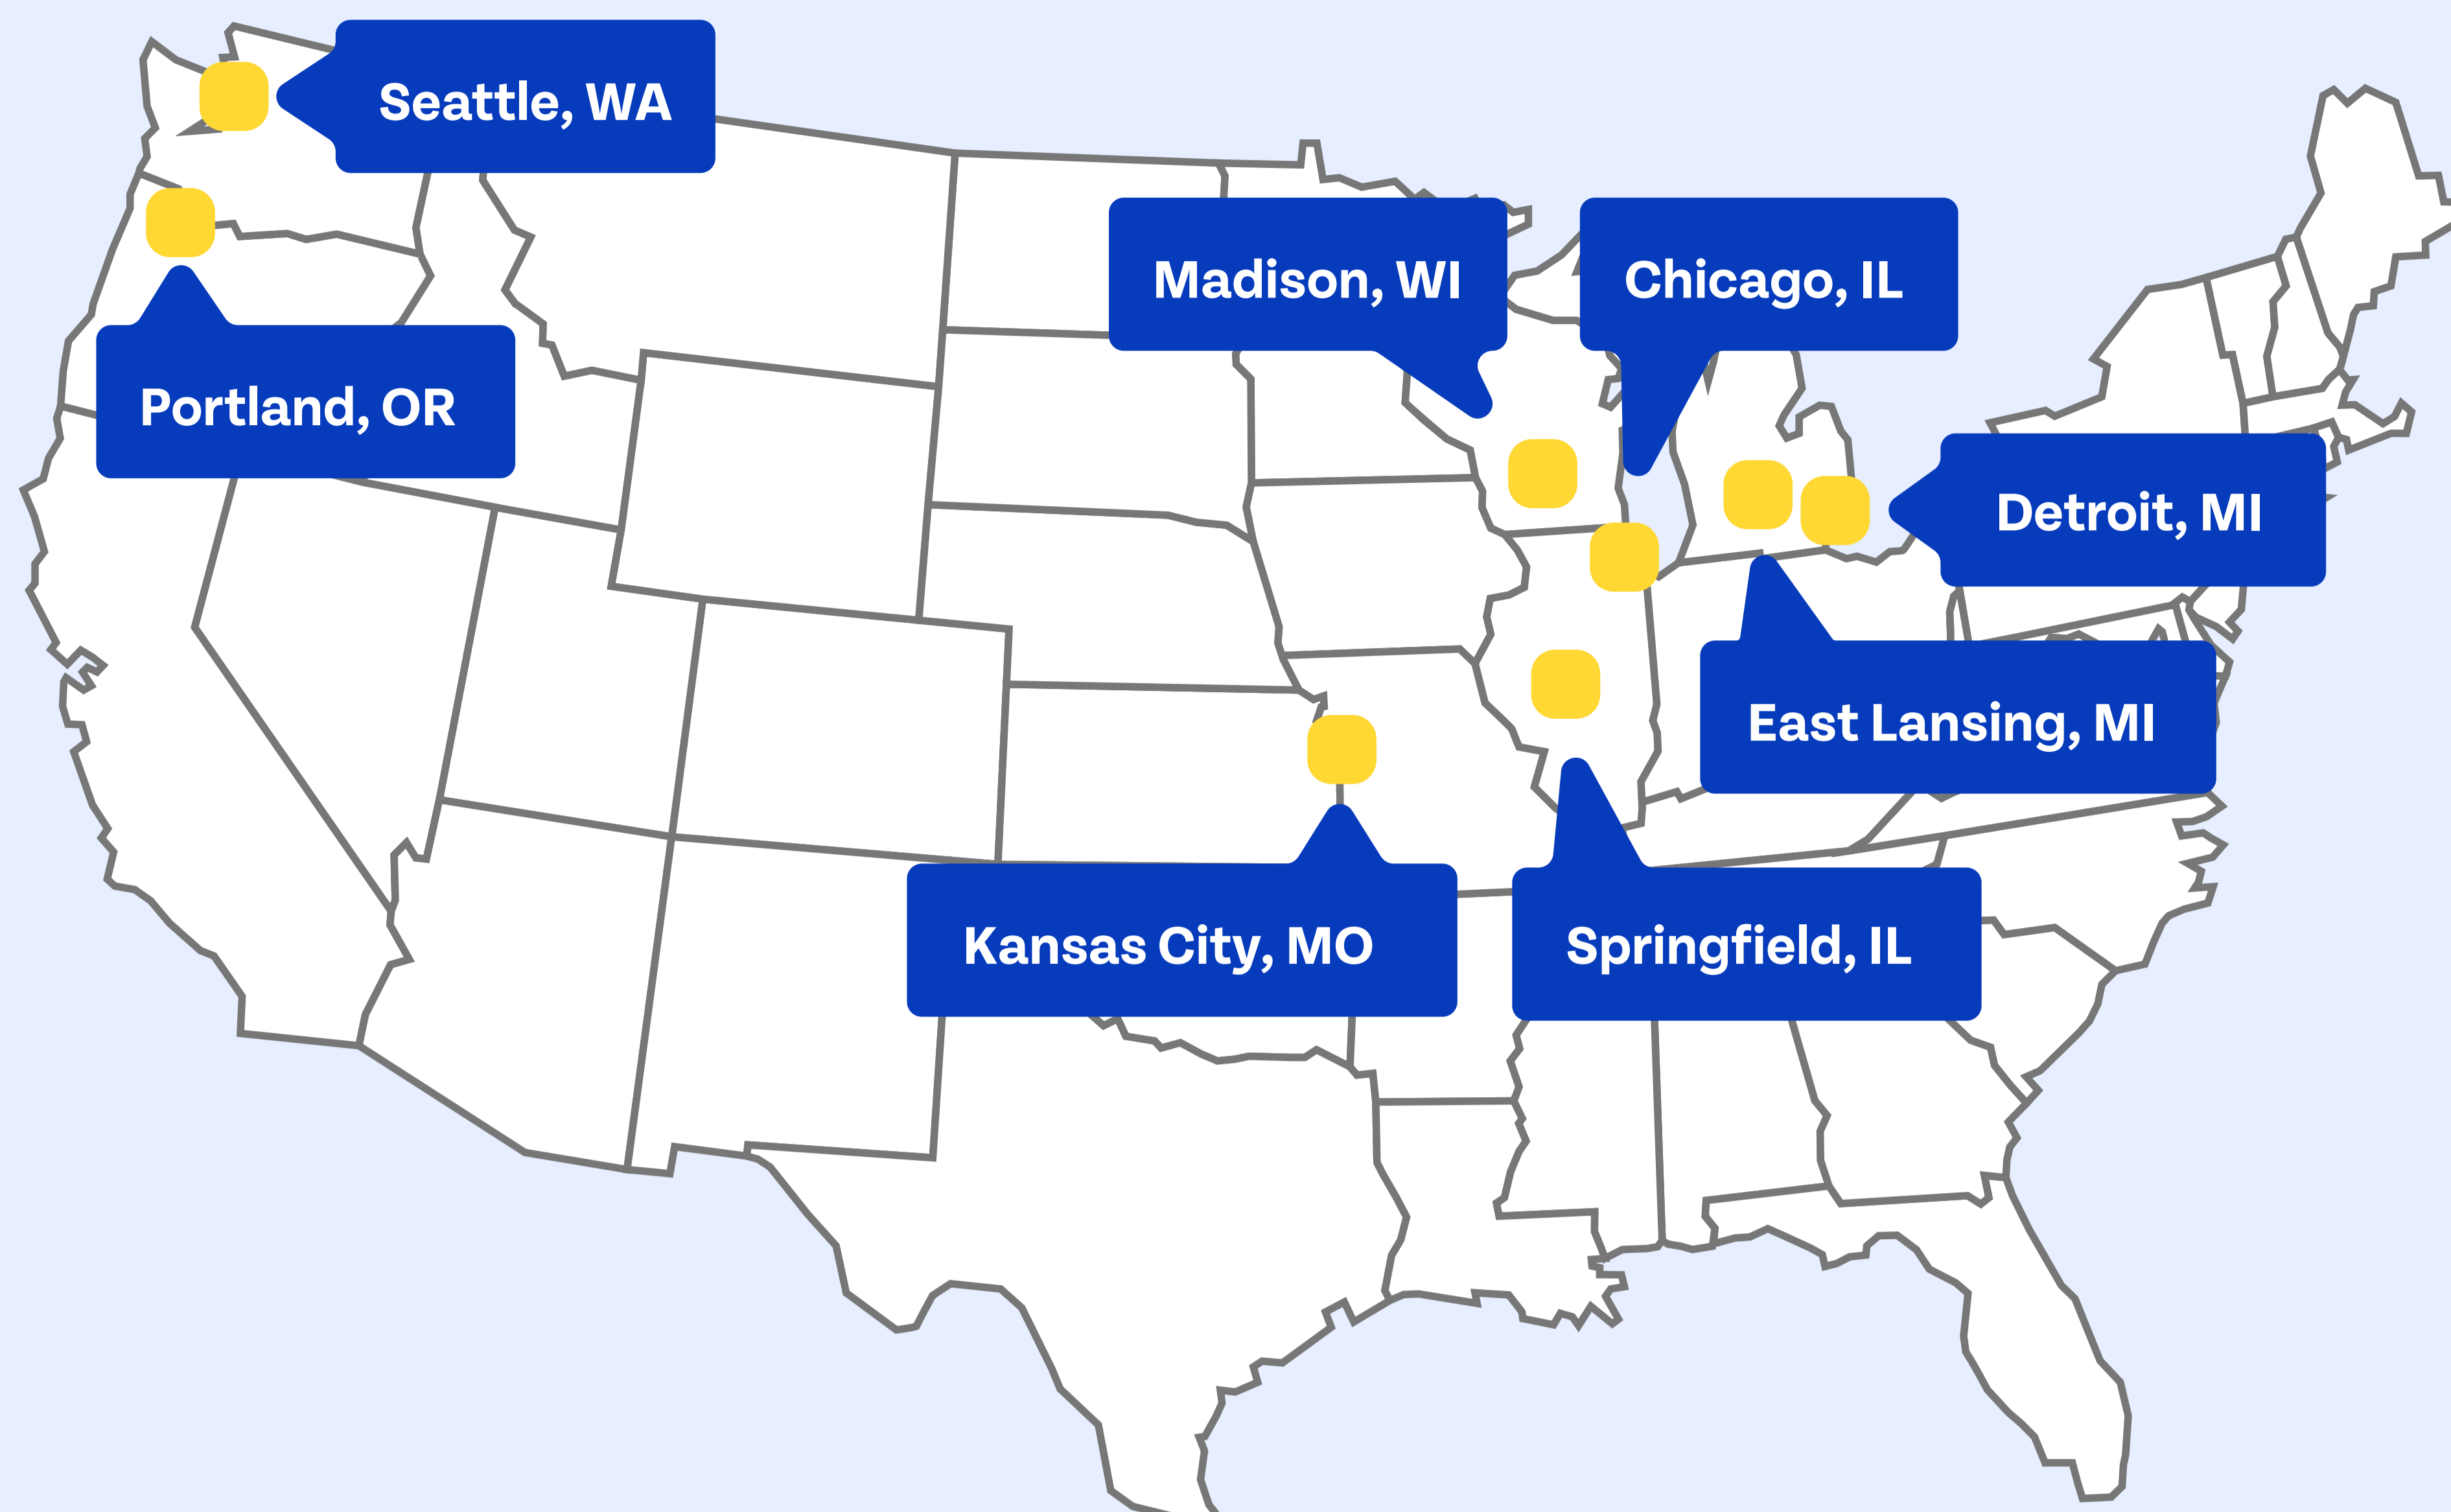 Seattle, WA
Madison, WI
Chicago, IL
Portland, OR
Detroit, MI
East Lansing, MI
Kansas City, MO
Springfield, IL